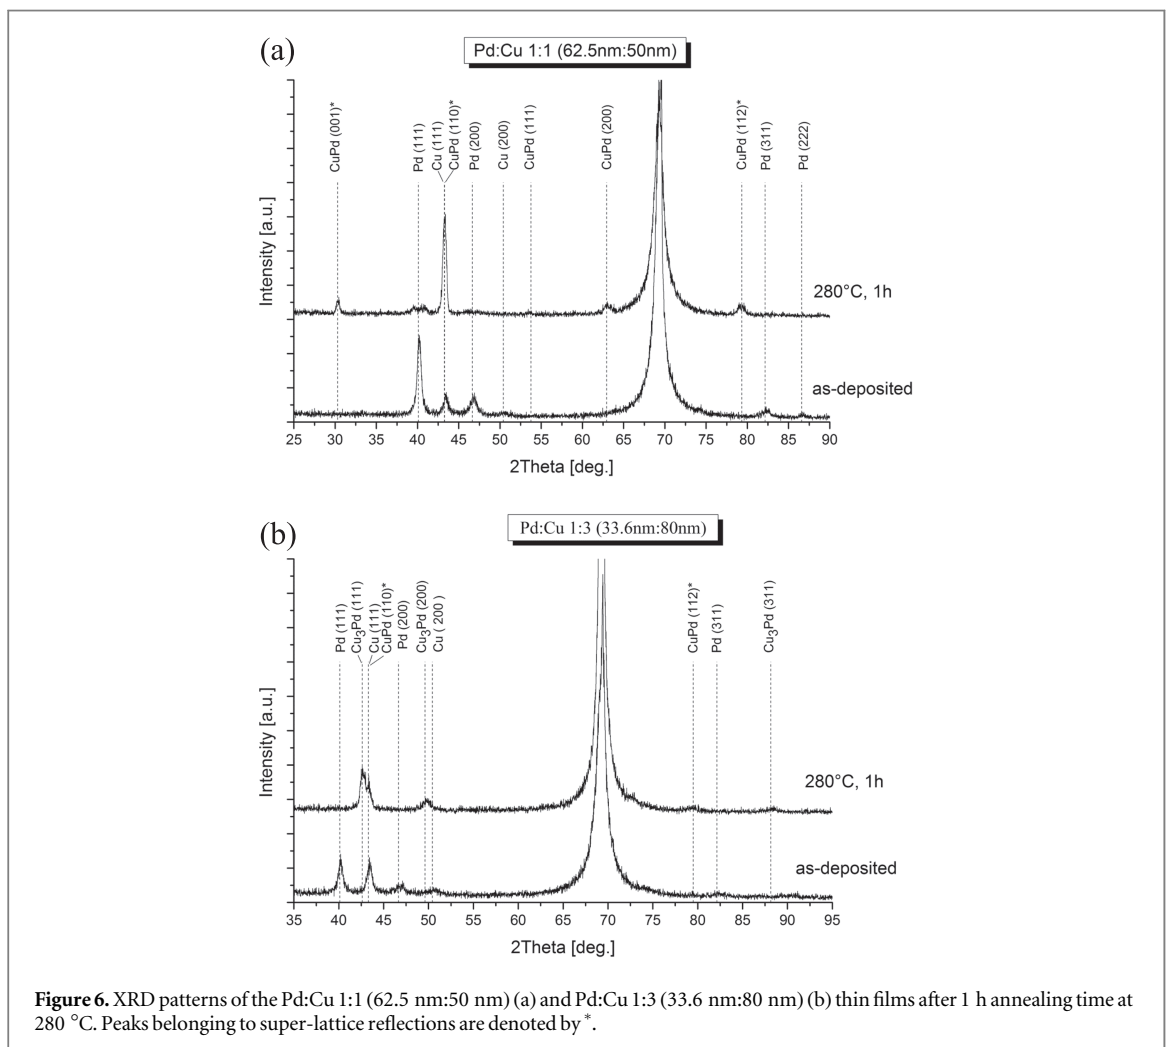 (a)
Pd:Cu 1:1 (62.5nm:50nm)
CuPd (001)*
Pd (111)
Cu (111)
CuPd (110)*
Pd (200)
Cu (200)
CuPd (111)
CuPd (200)
CuPd (112)*
Pd (311)
Pd (222)
Intensity [a.u.]
280°C, 1h
as-deposited
25 30 35 40 45 50 55 60 65 70 75 80 85 90
2Theta [deg.]
(b)
Pd:Cu 1:3 (33.6nm:80nm)
Pd (111)
Cu3Pd (111)
Cu (111)
CuPd (110)*
Pd (200)
Cu3Pd (200)
Cu ( 200 )
CuPd (112)*
Pd (311)
Cu3Pd (311)
Intensity [a.u.]
280°C, 1h
as-deposited
35 40 45 50 55 60 65 70 75 80 85 90 95
2Theta [deg.]
Figure 6. XRD patterns of the Pd:Cu 1:1 (62.5 nm:50 nm) (a) and Pd:Cu 1:3 (33.6 nm:80 nm) (b) thin films after 1 h annealing time at
280 °C. Peaks belonging to super-lattice reflections are denoted by *.